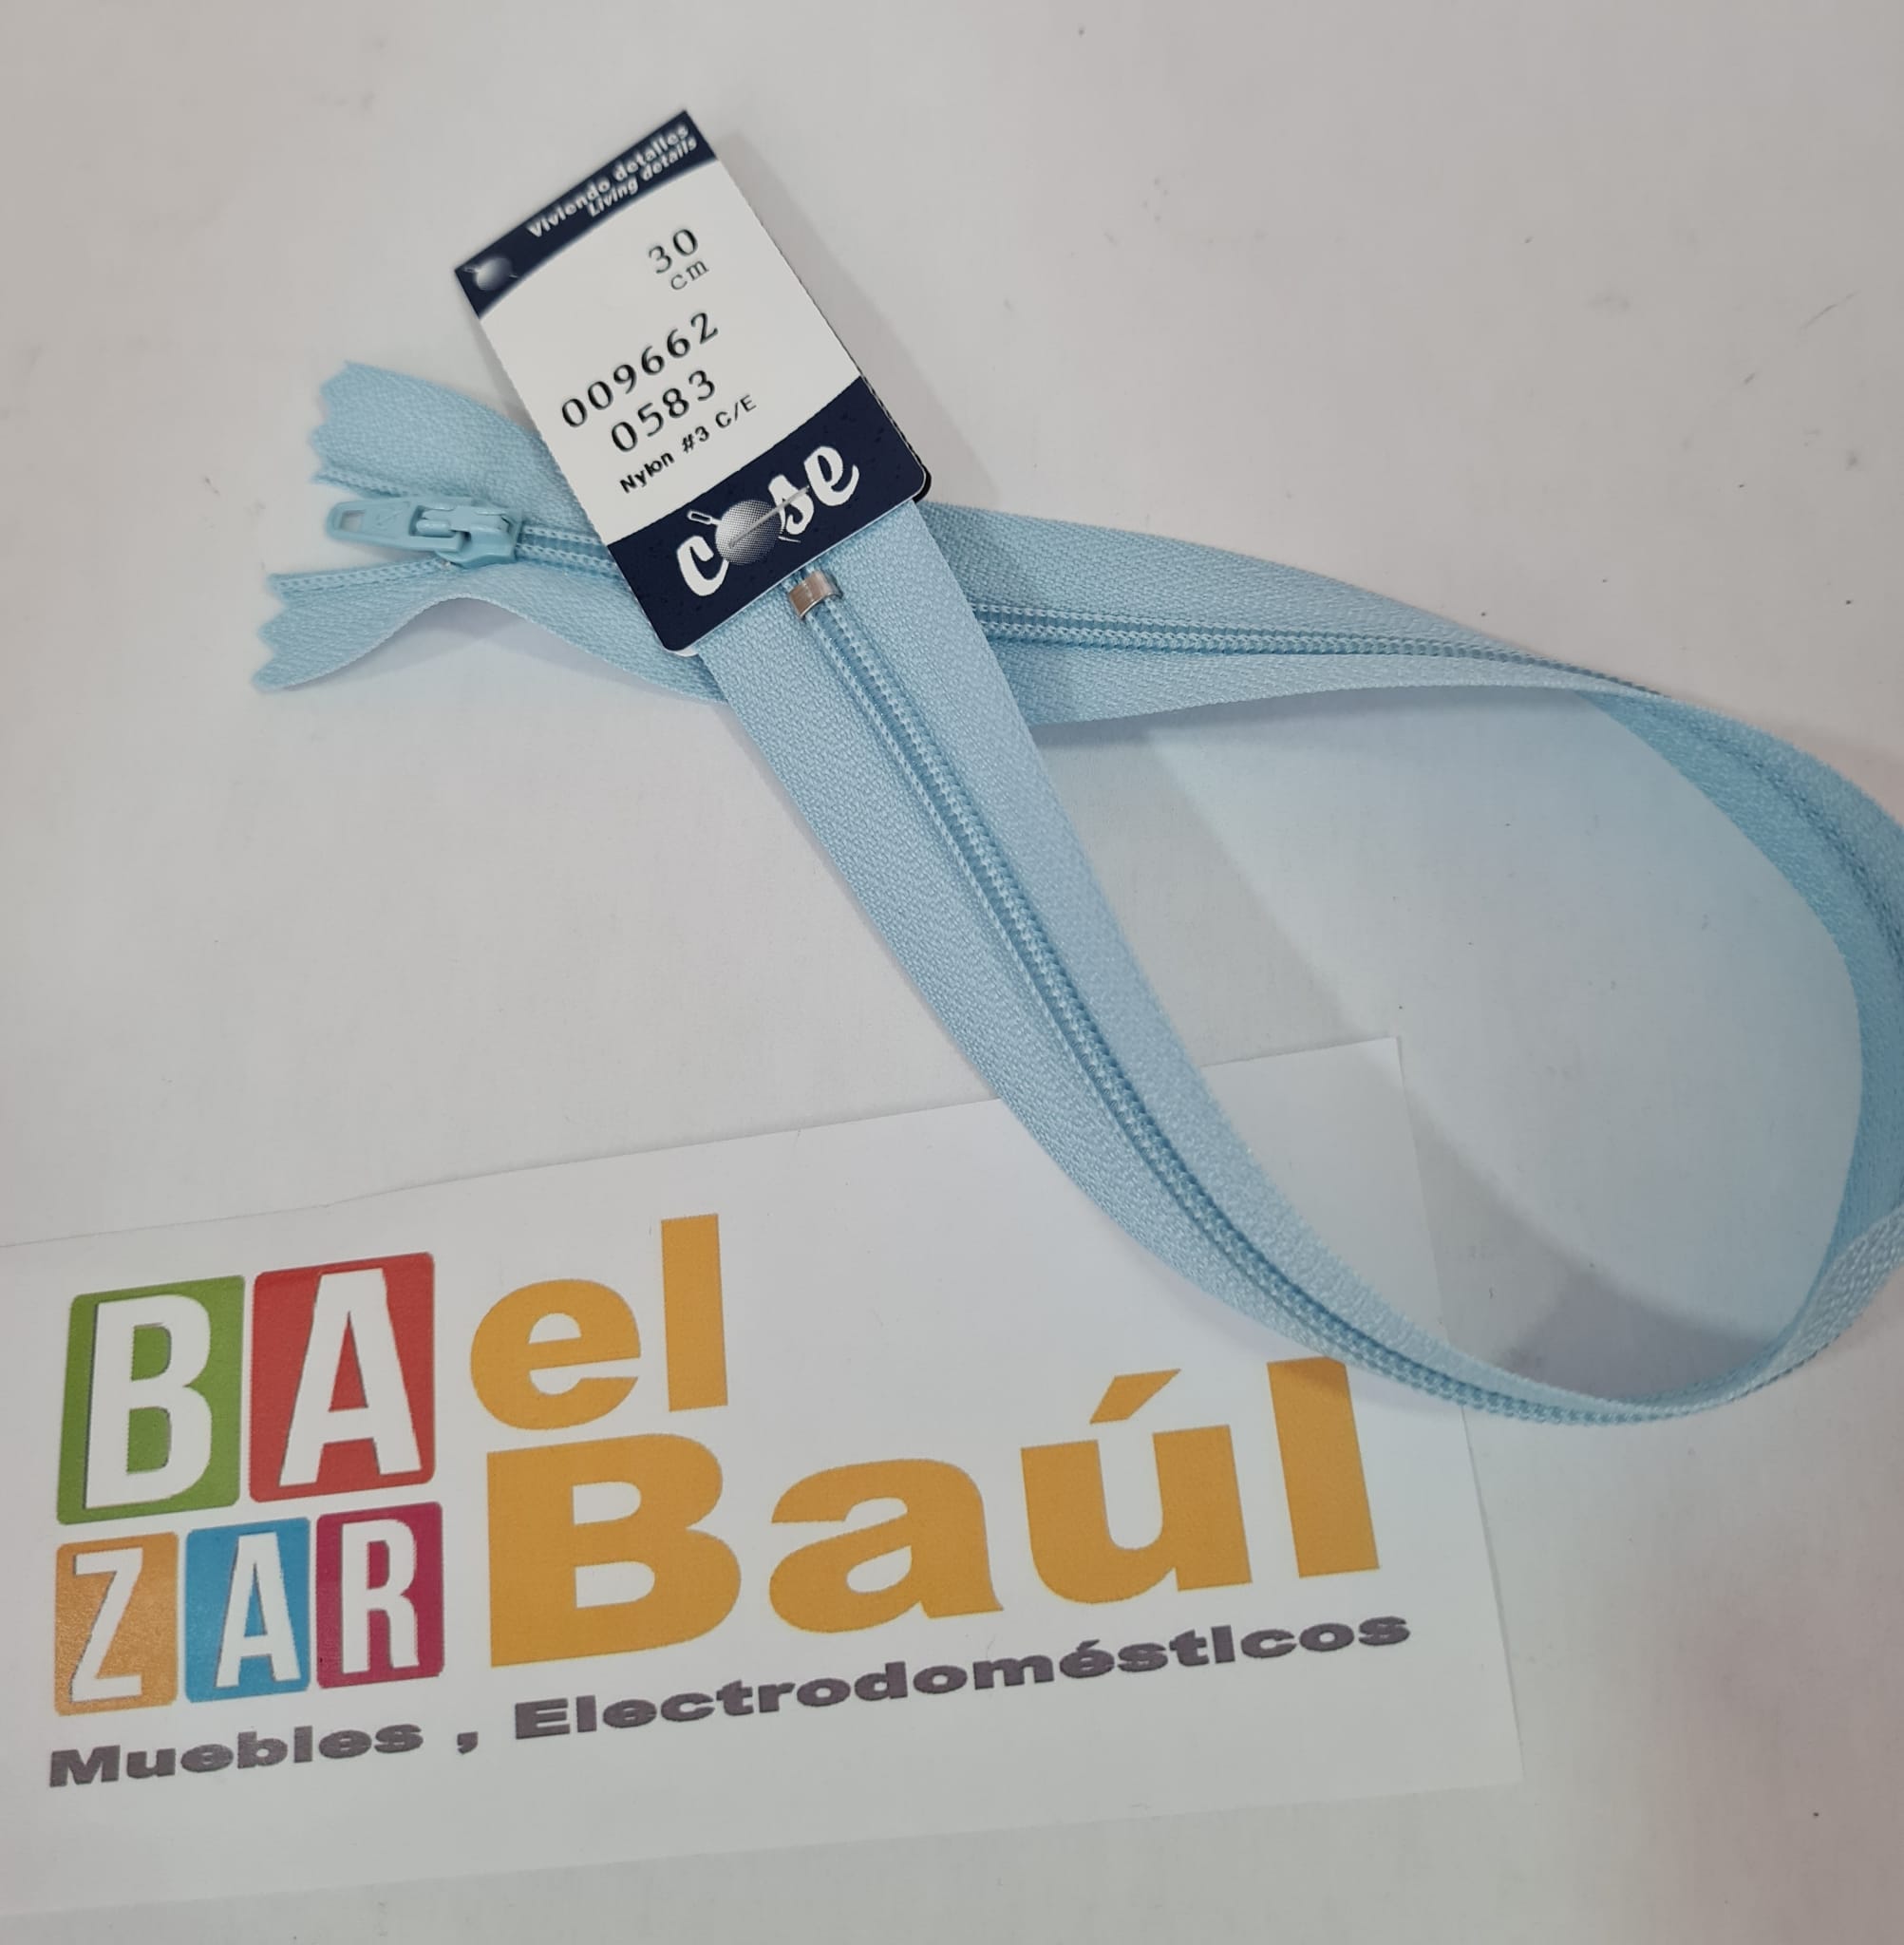 Viviendo detalles
Living details
30
cm
009662
0583
Nylon #3 C/E
cose
BA
ZAR
el
Baúl
Muebles , Electrodomésticos